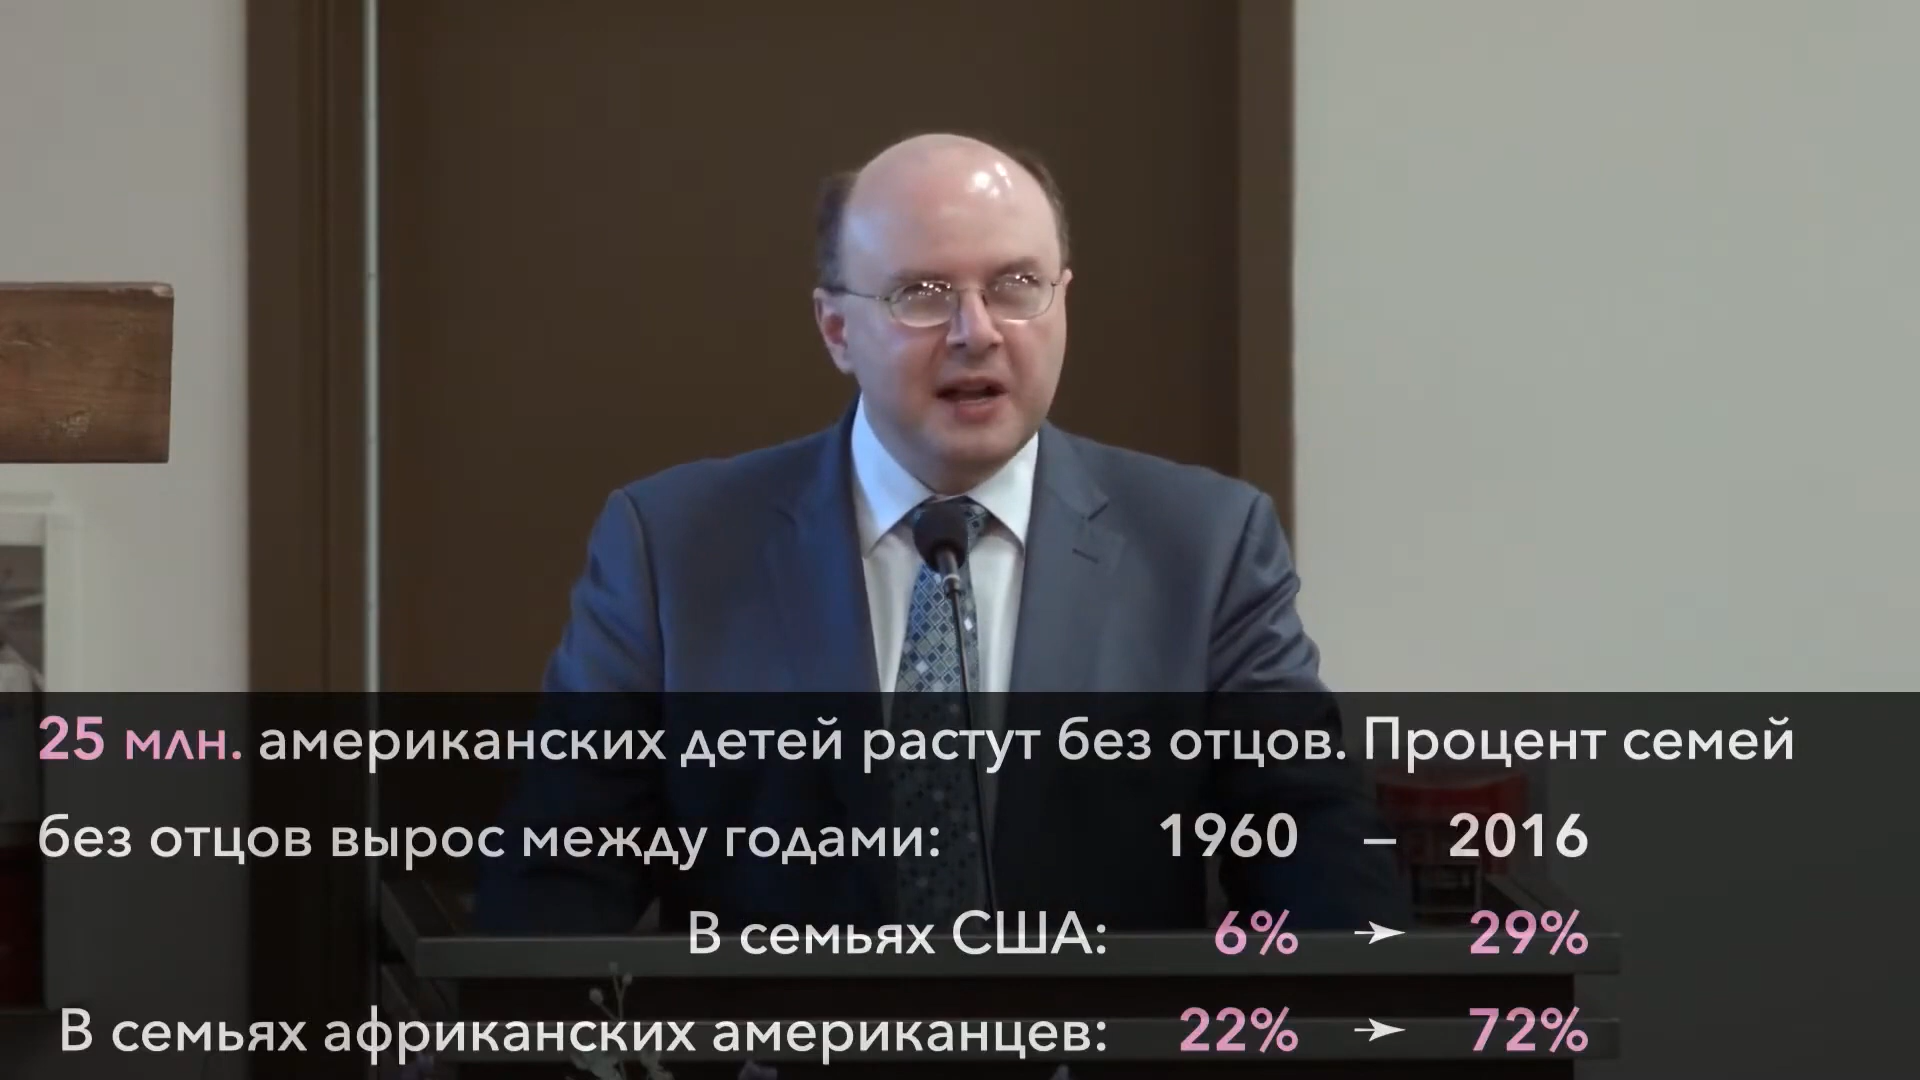 25 млн. американских детей растут без отцов. Процент семей
без отцов вырос между годами: 1960 – 2016
В семьях США: 6% → 29%
В семьях африканских американцев: 22% → 72%